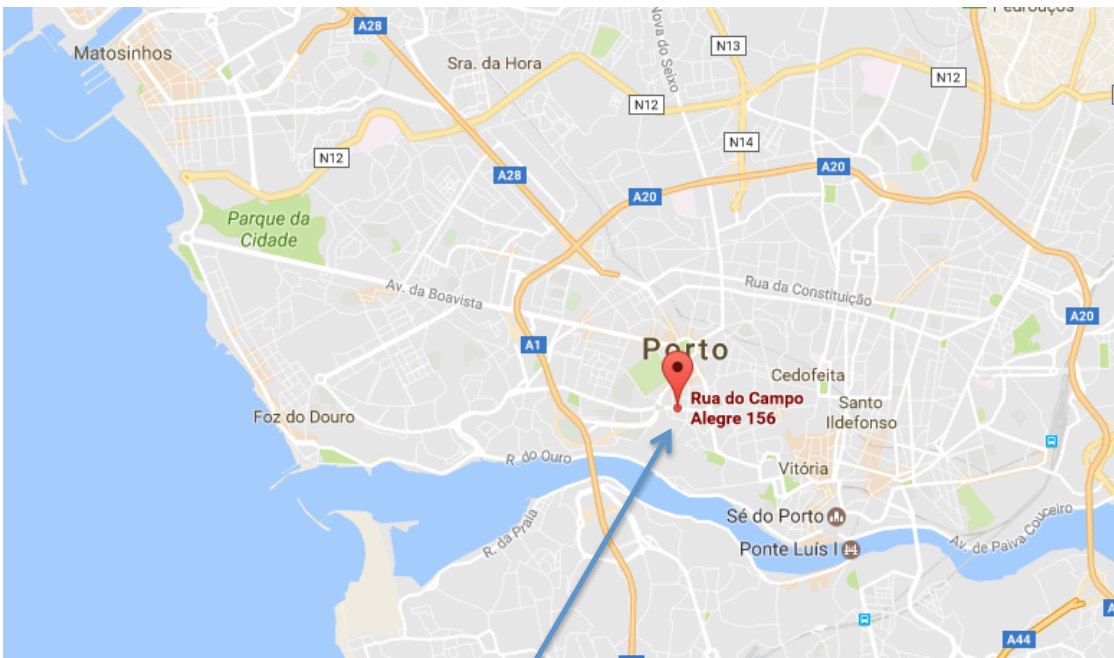 Pedrouços
A28
Matosinhos
Sra. da Hora
Nova do Seixo
N13
N12
N12
N14
N12
A28
A20
A20
Parque da
Cidade
Av. da Boavista
Rua da Constituição
A20
A1
Porto
Cedofeita
Rua do Campo
Alegre 156
Santo
Ildefonso
Foz do Douro
R. do Ouro
Vitória
Sé do Porto
R. da Praia
Av. de Paiva Couceiro
Ponte Luís I
A44